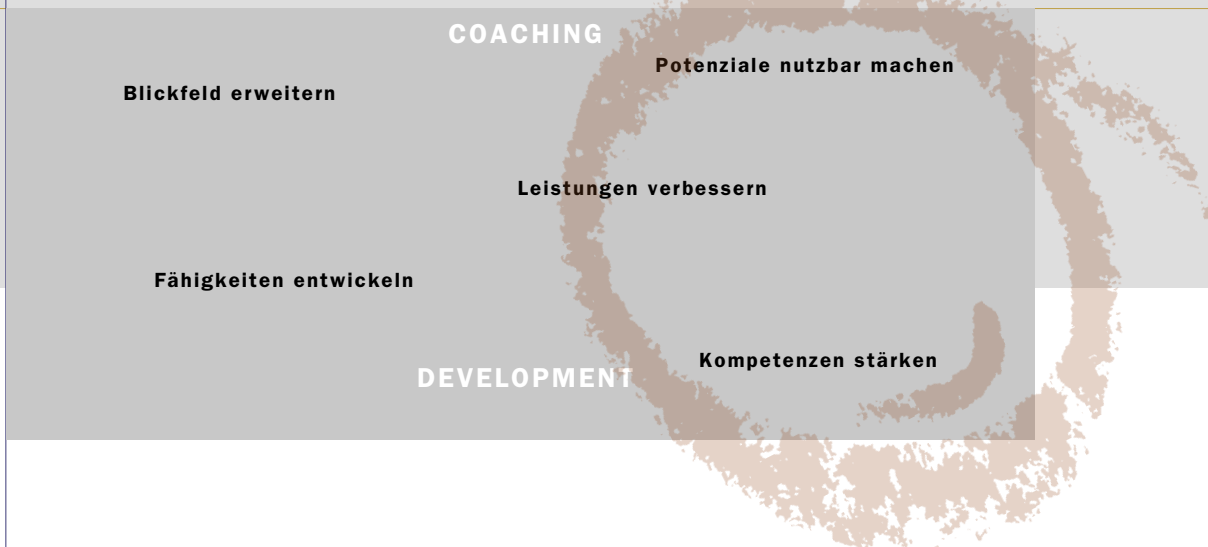 COACHING
Potenziale nutzbar machen
Blickfeld erweitern
Leistungen verbessern
Fähigkeiten entwickeln
Kompetenzen stärken
DEVELOPMENT